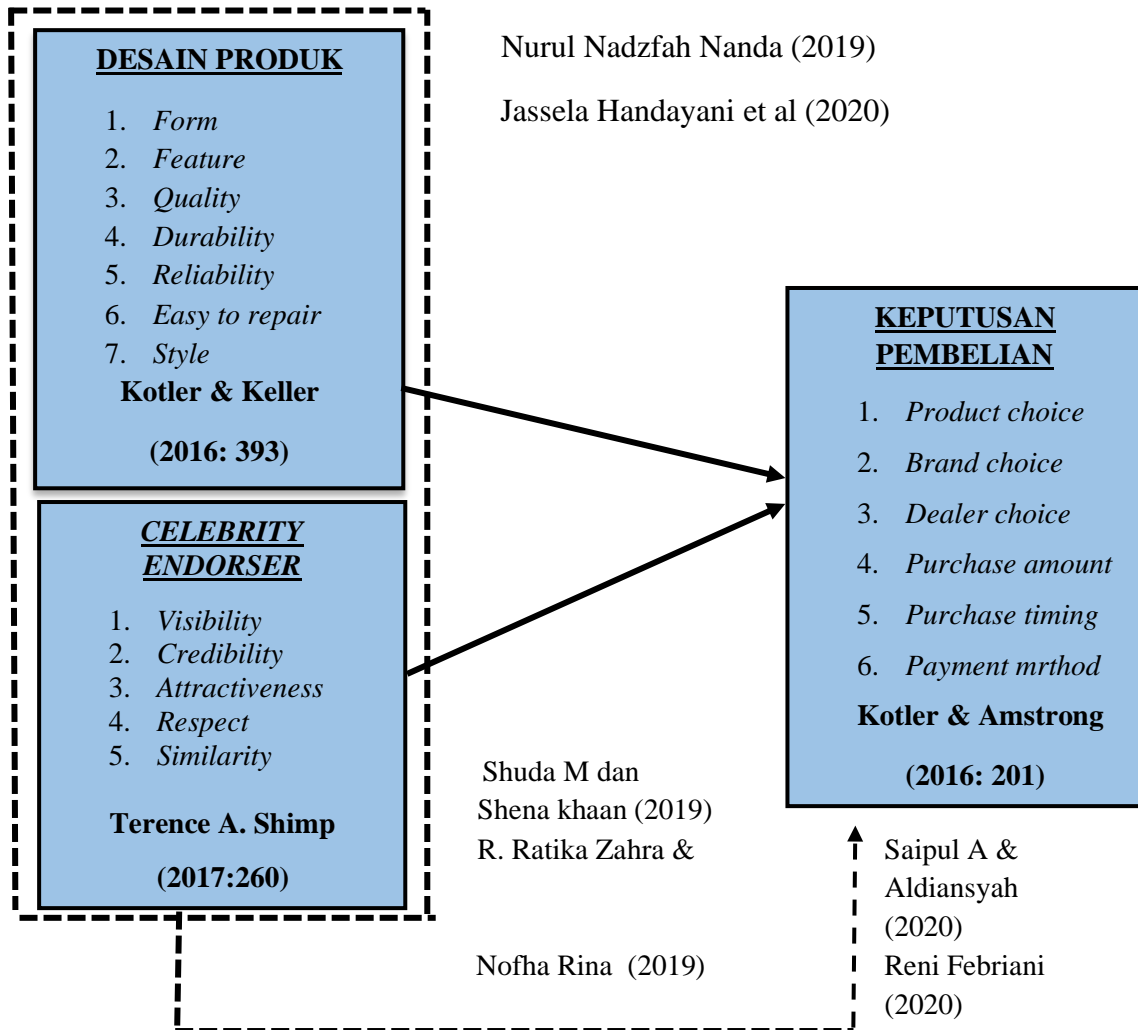 DESAIN PRODUK
1. Form
2. Feature
3. Quality
4. Durability
5. Reliability
6. Easy to repair
7. Style
Kotler & Keller
(2016: 393)
Nurul Nadzfah Nanda (2019)
Jassela Handayani et al (2020)
CELEBRITY
ENDORSER
1. Visibility
2. Credibility
3. Attractiveness
4. Respect
5. Similarity
Terence A. Shimp
(2017:260)
KEPUTUSAN
PEMBELIAN
1. Product choice
2. Brand choice
3. Dealer choice
4. Purchase amount
5. Purchase timing
6. Payment mrthod
Kotler & Amstrong
(2016: 201)
Shuda M dan
Shena khaan (2019)
R. Ratika Zahra &
Nofha Rina (2019)
Saipul A &
Aldiansyah
(2020)
Reni Febriani
(2020)